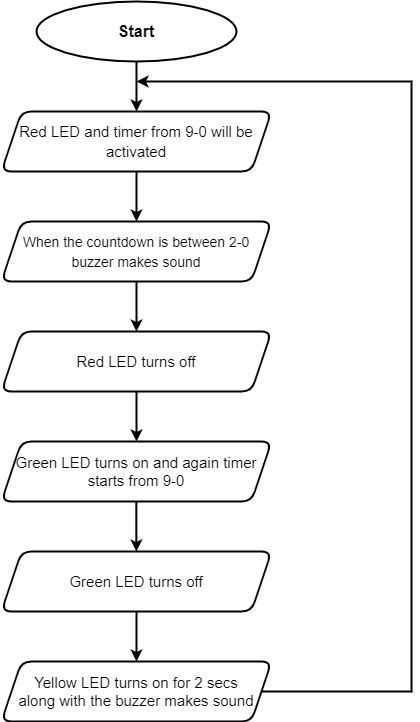 Start
Red LED and timer from 9-0 will be
activated
When the countdown is between 2-0
buzzer makes sound
Red LED turns off
Green LED turns on and again timer
starts from 9-0
Green LED turns off
Yellow LED turns on for 2 secs
along with the buzzer makes sound